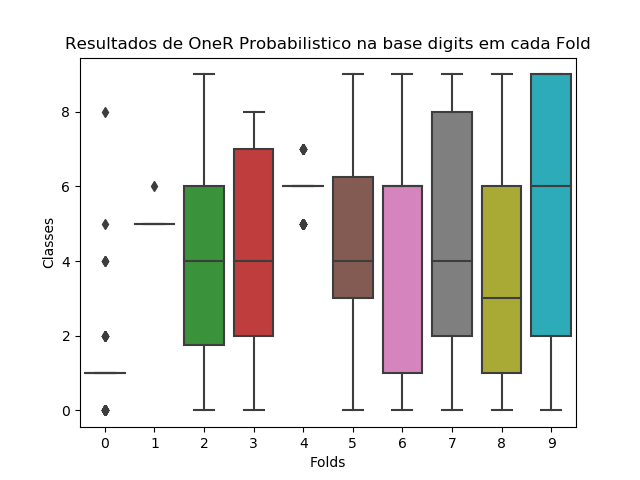 Resultados de OneR Probabilistico na base digits em cada Fold
8
6
4
2
0
Classes
0 1 2 3 4 5 6 7 8 9
Folds